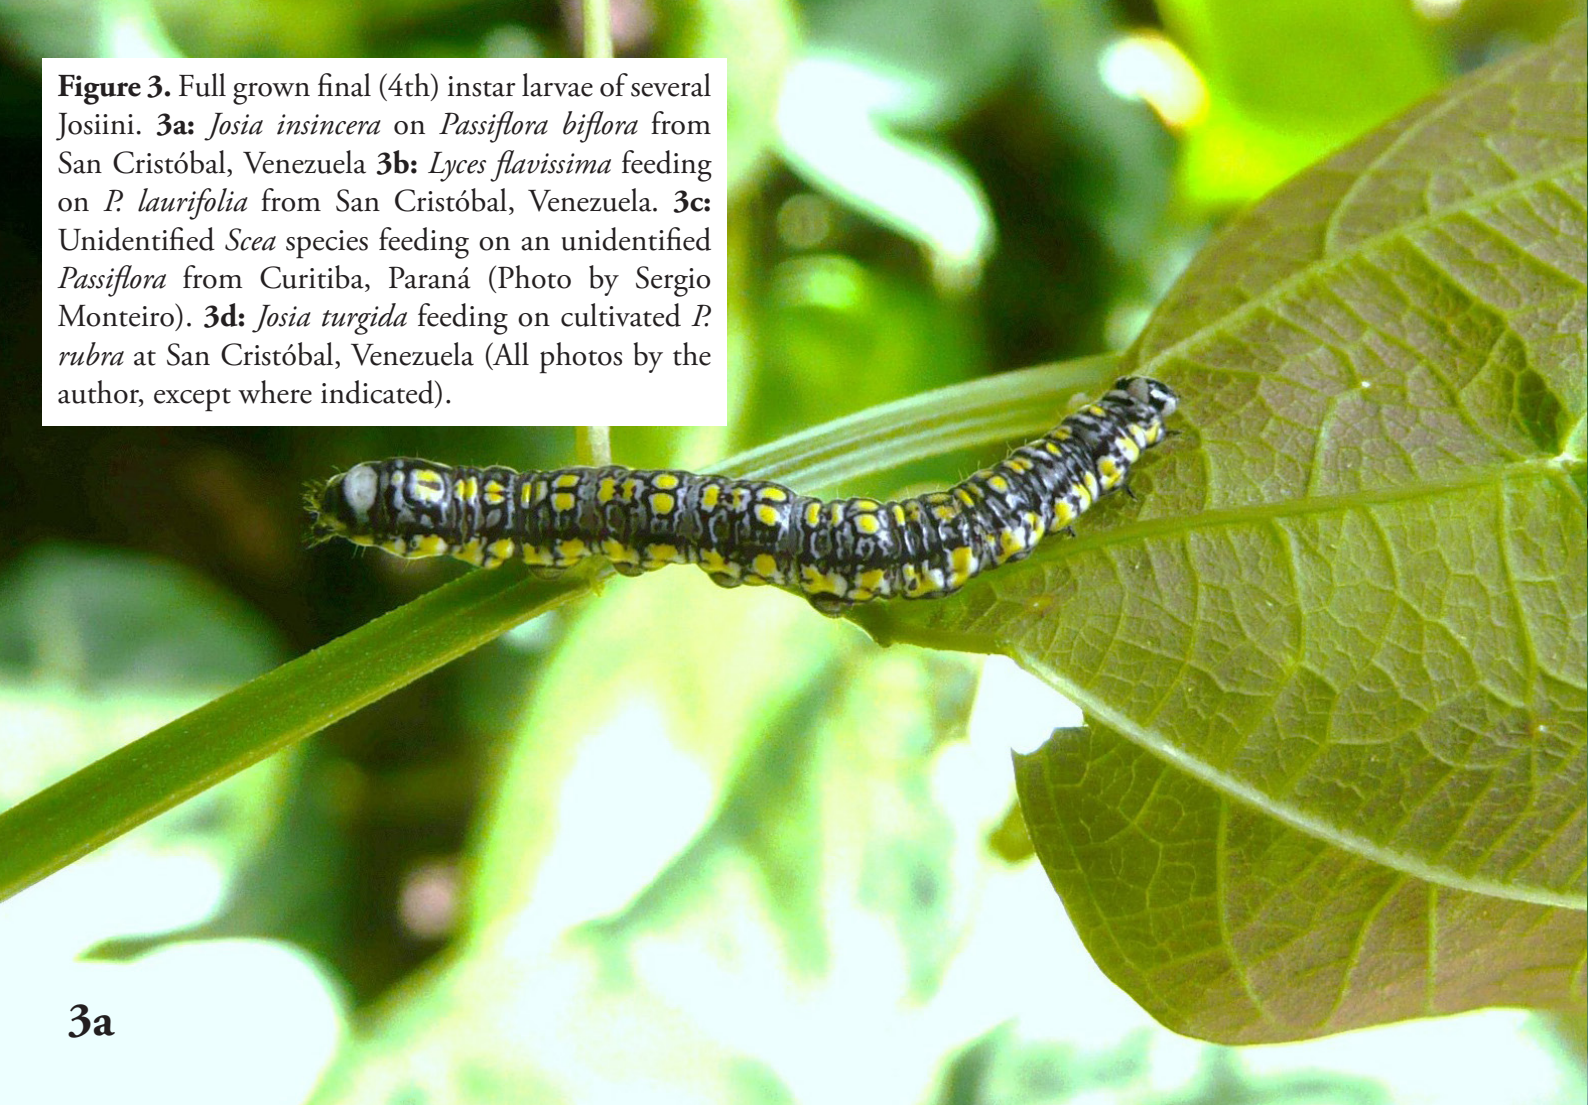 Figure 3. Full grown final (4th) instar larvae of several
Josiini. 3a: Josia insincera on Passiflora biflora from
San Cristóbal, Venezuela 3b: Lyces flavissima feeding
on P. laurifolia from San Cristóbal, Venezuela. 3c:
Unidentified Scea species feeding on an unidentified
Passiflora from Curitiba, Paraná (Photo by Sergio
Monteiro). 3d: Josia turgida feeding on cultivated P.
rubra at San Cristóbal, Venezuela (All photos by the
author, except where indicated).
3a